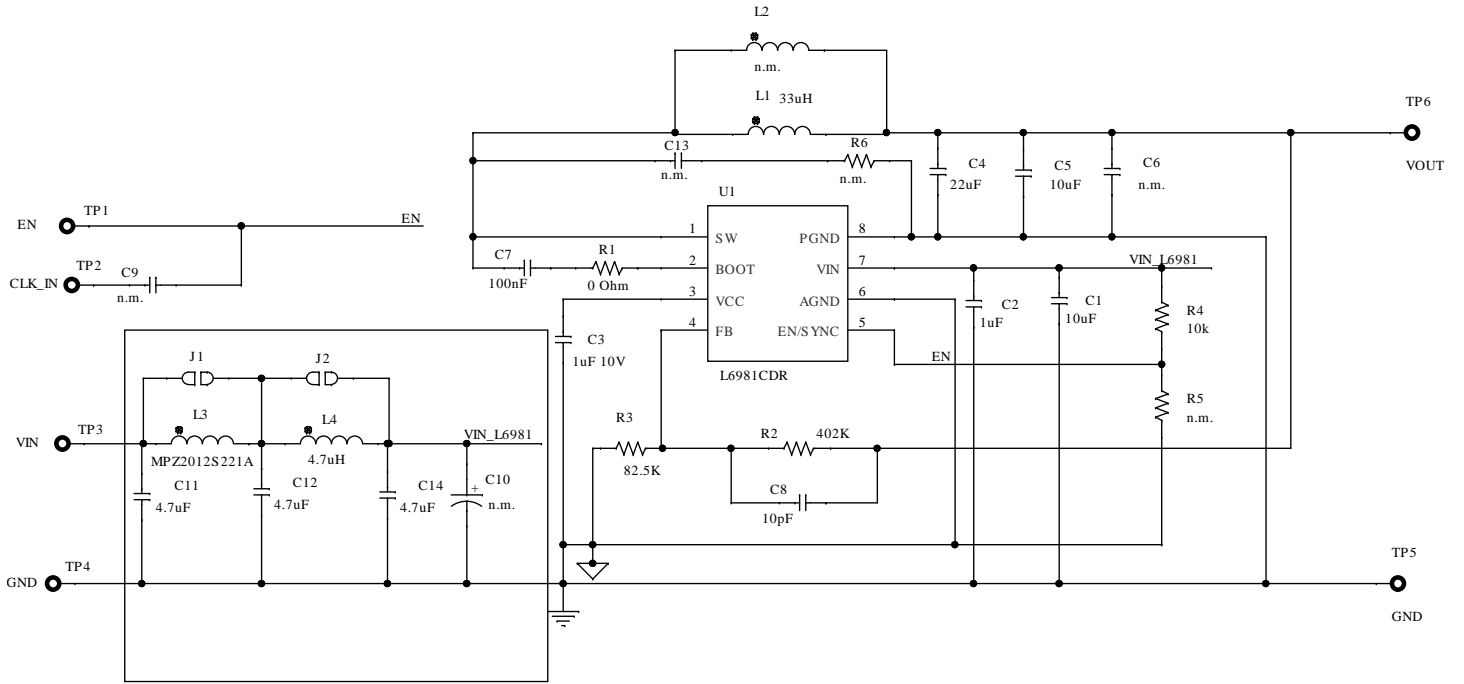 L2
n.m.
L1 33uH
TP6
VOUT
C13
n.m.
R6
n.m.
C4
22uF
C5
10uF
C6
n.m.
U1
EN
TP1
EN
CLK_IN
TP2
C9
n.m.
1 SW
2 BOOT
3 VCC
4 FB
PGND 8
VIN 7
AGND 6
EN/SYNC 5
L6981CDR
C7
100nF
R1
0 Ohm
VIN_L6981
C3
1uF 10V
C2
1uF
C1
10uF
R4
10k
EN
R5
n.m.
J1
J2
VIN
TP3
L3
MPZ2012S221A
L4
4.7uH
VIN_L6981
C11
4.7uF
C12
4.7uF
C14
4.7uF
+ C10
n.m.
R3
82.5K
R2 402K
C8
10pF
GND
TP4
TP5
GND